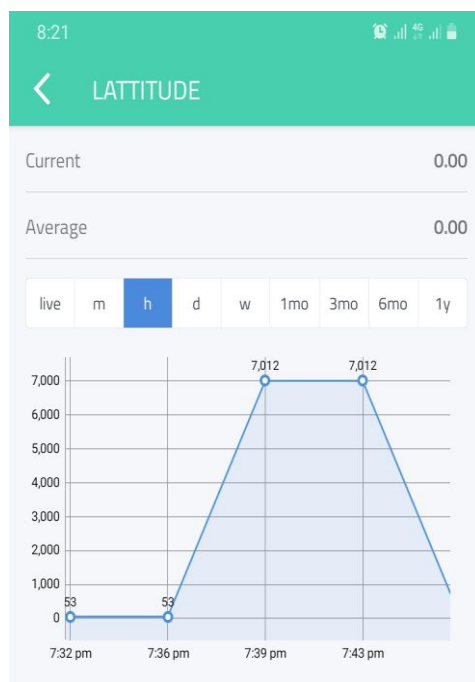 8:21 4G
LATTITUDE
Current 0.00
Average 0.00
live m h d w 1mo 3mo 6mo 1y
7,012 7,012
7,000
6,000
5,000
4,000
3,000
2,000
1,000
53 53
0
7:32 pm 7:36 pm 7:39 pm 7:43 pm